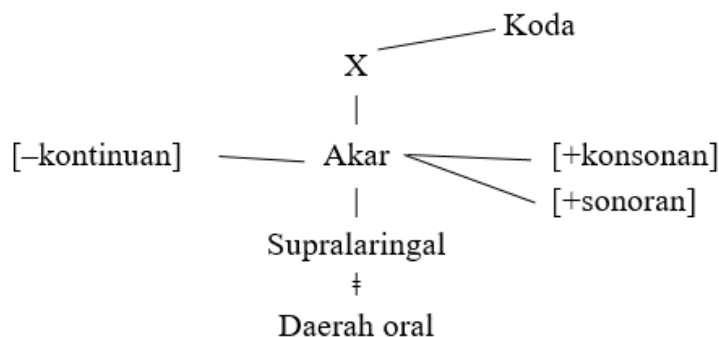 Koda
X
[–kontinuan] Akar [+konsonan]
[+sonoran]
Supralaringal
ǂ
Daerah oral